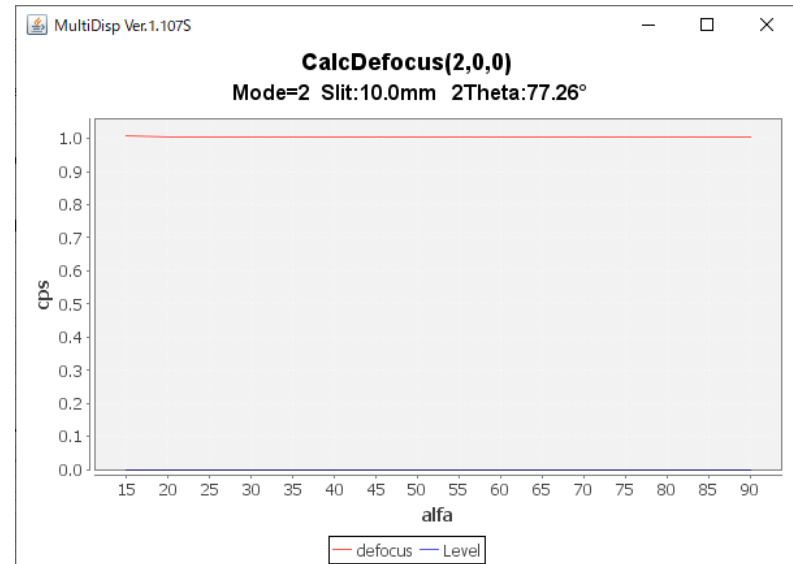 MultiDisp Ver.1.107S
CalcDefocus(2,0,0)
Mode=2 Slit:10.0mm 2Theta:77.26°
1.0
0.9
0.8
0.7
0.6
0.5
0.4
0.3
0.2
0.1
0.0
cps
15 20 25 30 35 40 45 50 55 60 65 70 75 80 85 90
alfa
defocus Level